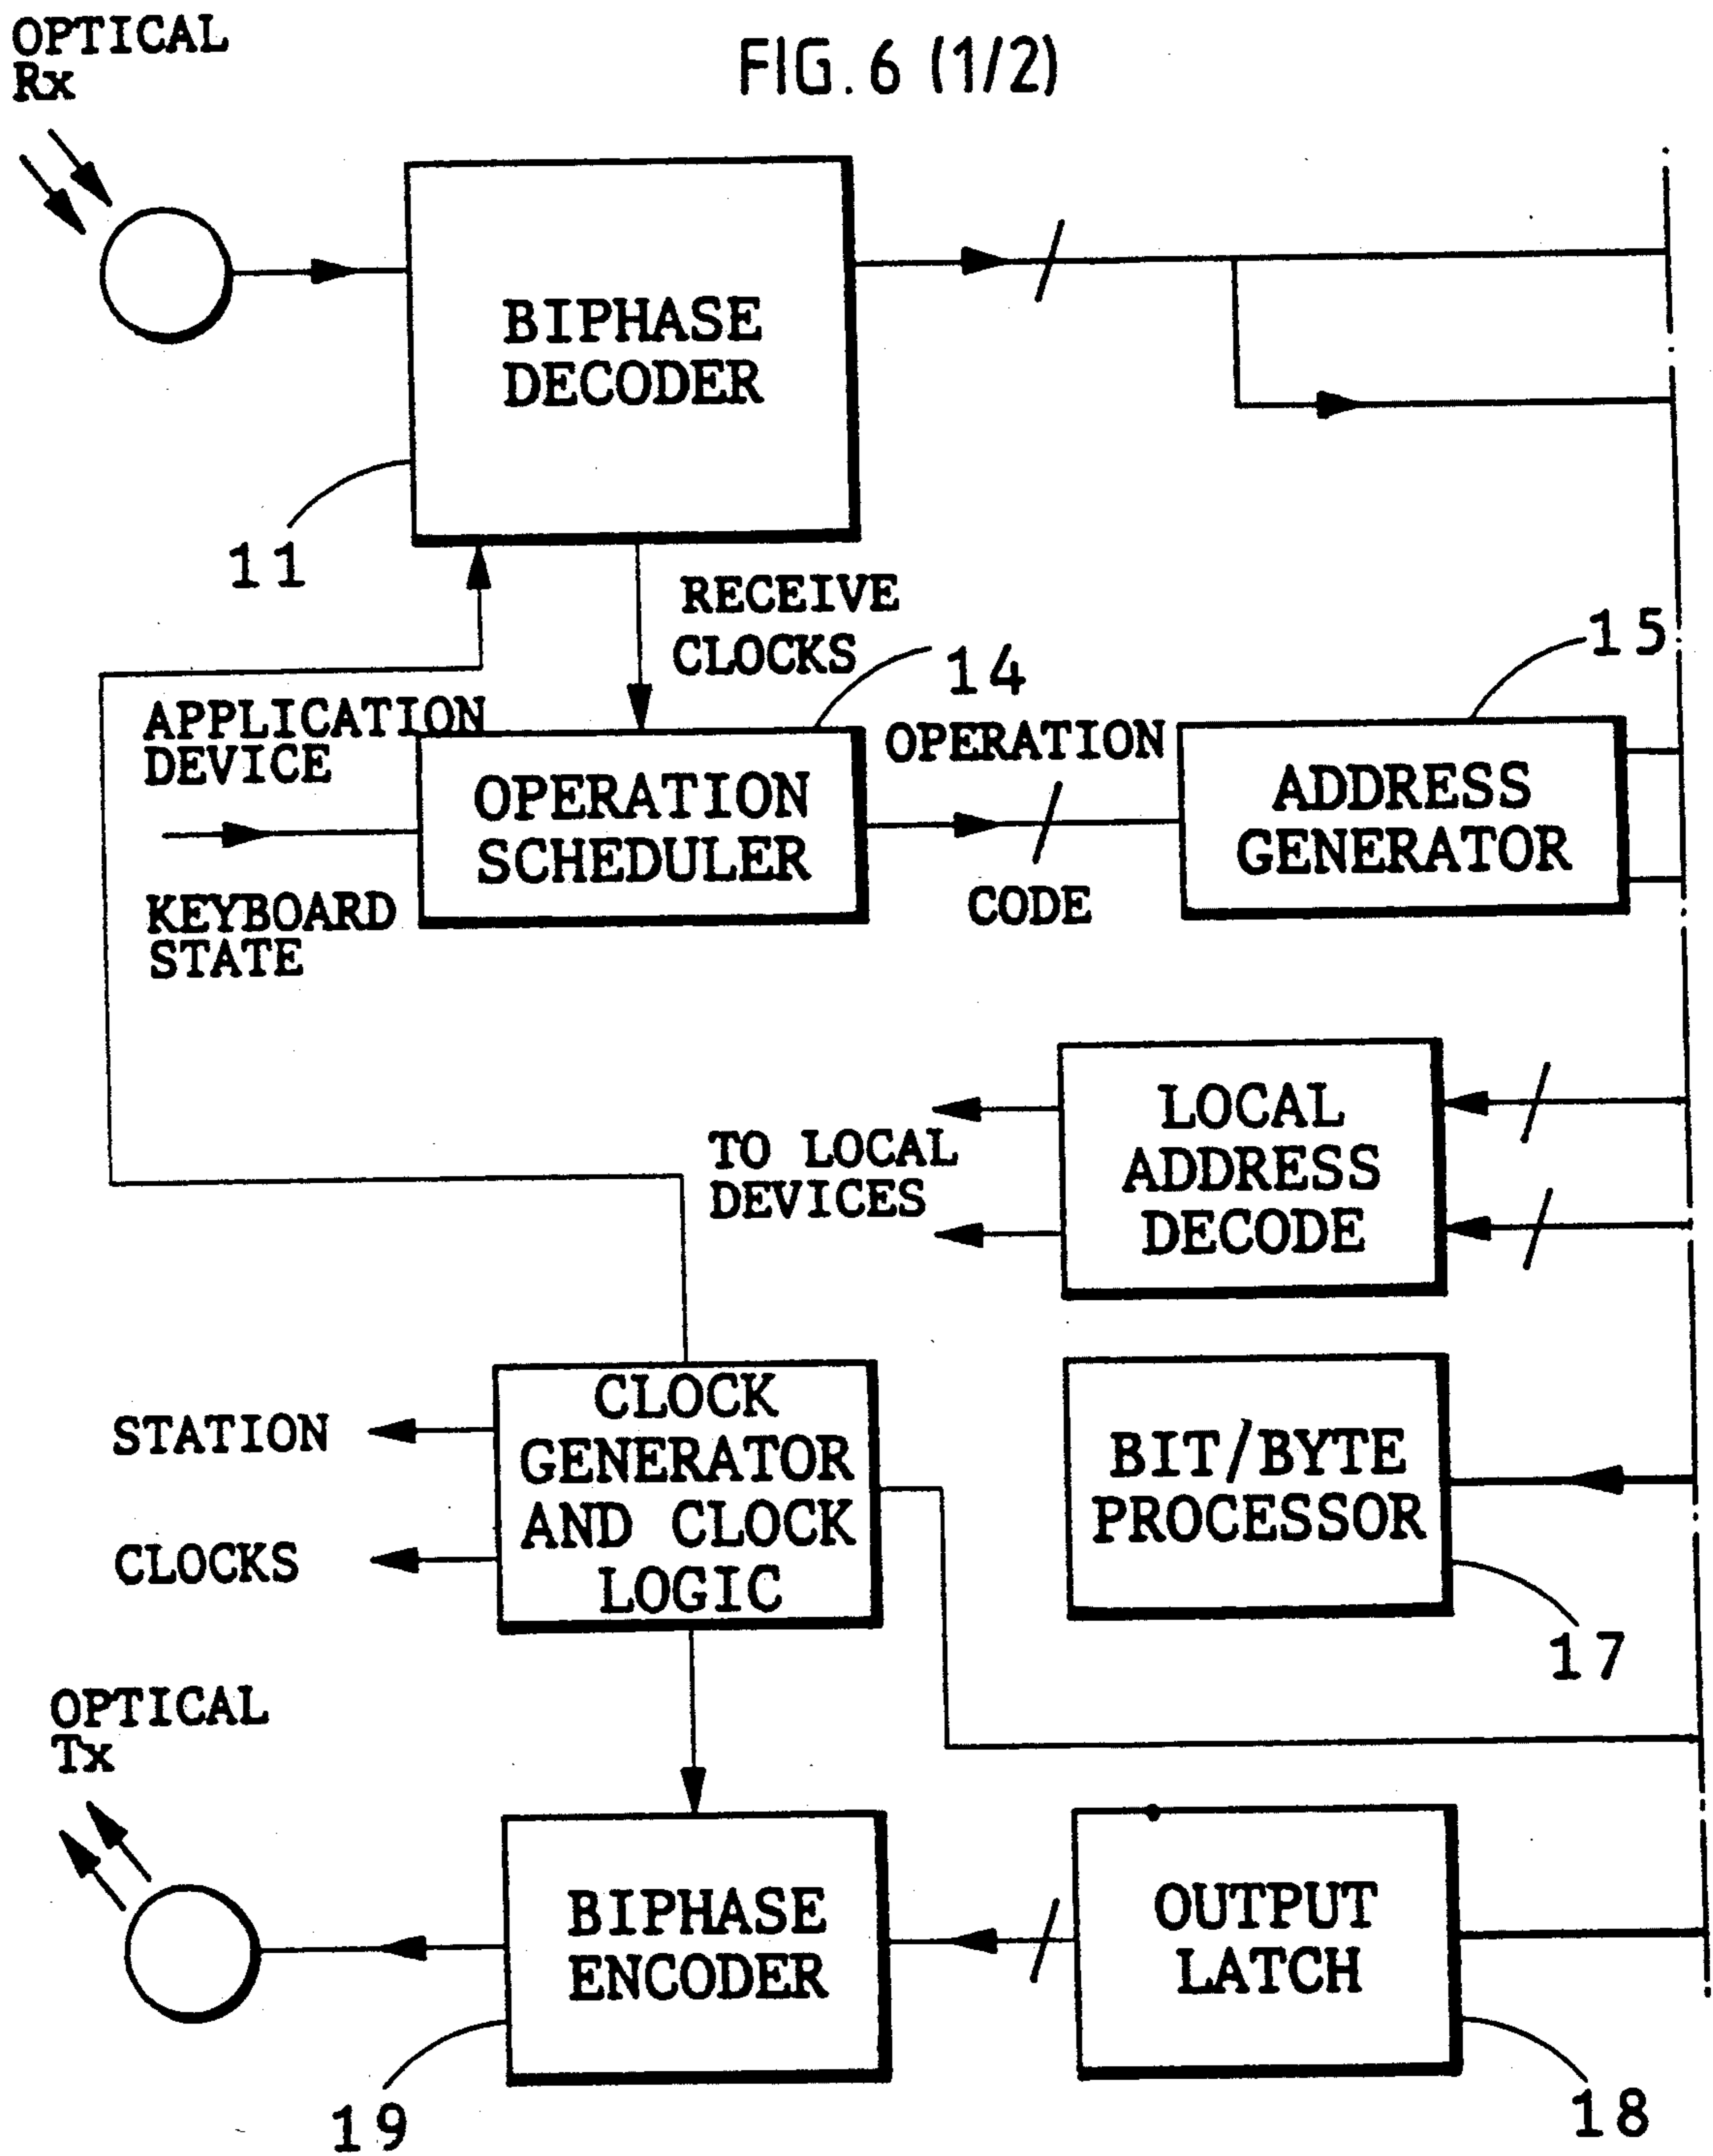 OPTICAL
Rx
FIG. 6 (1/2)
BIPHASE
DECODER
11
RECEIVE
CLOCKS
14
15
APPLICATION
DEVICE
OPERATION
SCHEDULER
OPERATION
CODE
ADDRESS
GENERATOR
KEYBOARD
STATE
LOCAL
ADDRESS
DECODE
TO LOCAL
DEVICES
CLOCK
GENERATOR
AND CLOCK
LOGIC
STATION
CLOCKS
BIT/BYTE
PROCESSOR
17
OPTICAL
Tx
BIPHASE
ENCODER
OUTPUT
LATCH
19
18